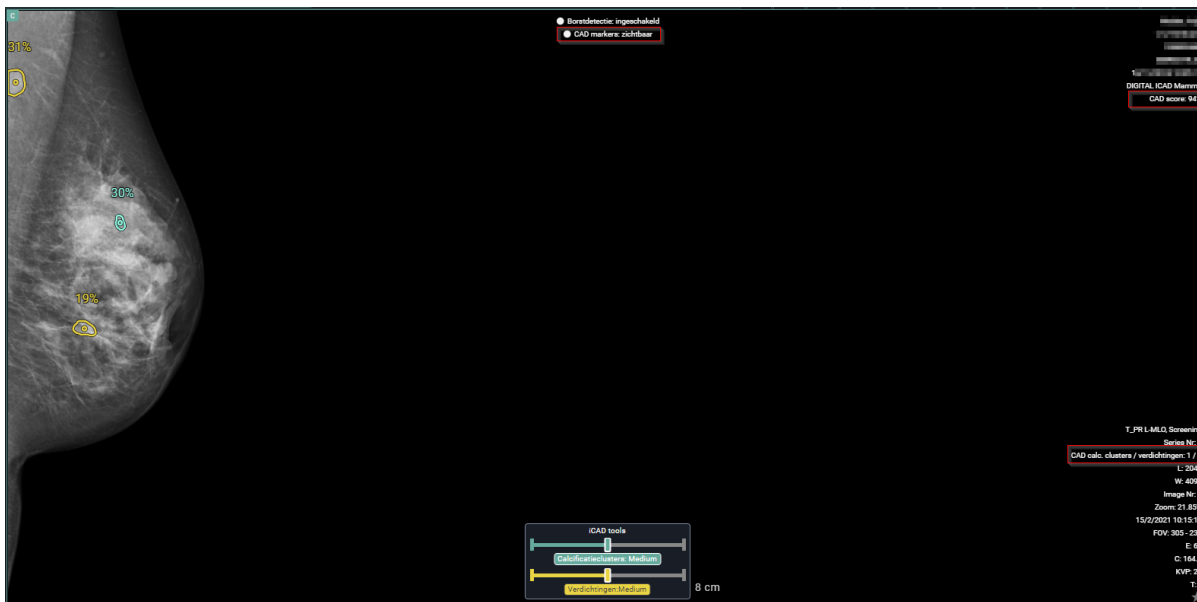 C
31%
30%
19%
Borstdetectie: ingeschakeld
CAD markers: zichtbaar
DIGITAL iCAD Mamm
CAD score: 94
T_PR L-MLO, Screenin
Series Nr:
CAD calc. clusters / verdichtingen: 1 /
L: 204
W: 409
Image Nr:
Zoom: 21.85
15/2/2021 10:15:1
FOV: 305 - 23
E: 6
C: 164.
KVP: 2
T:
iCAD tools
Calcificatieclusters: Medium
Verdichtingen:Medium
8 cm